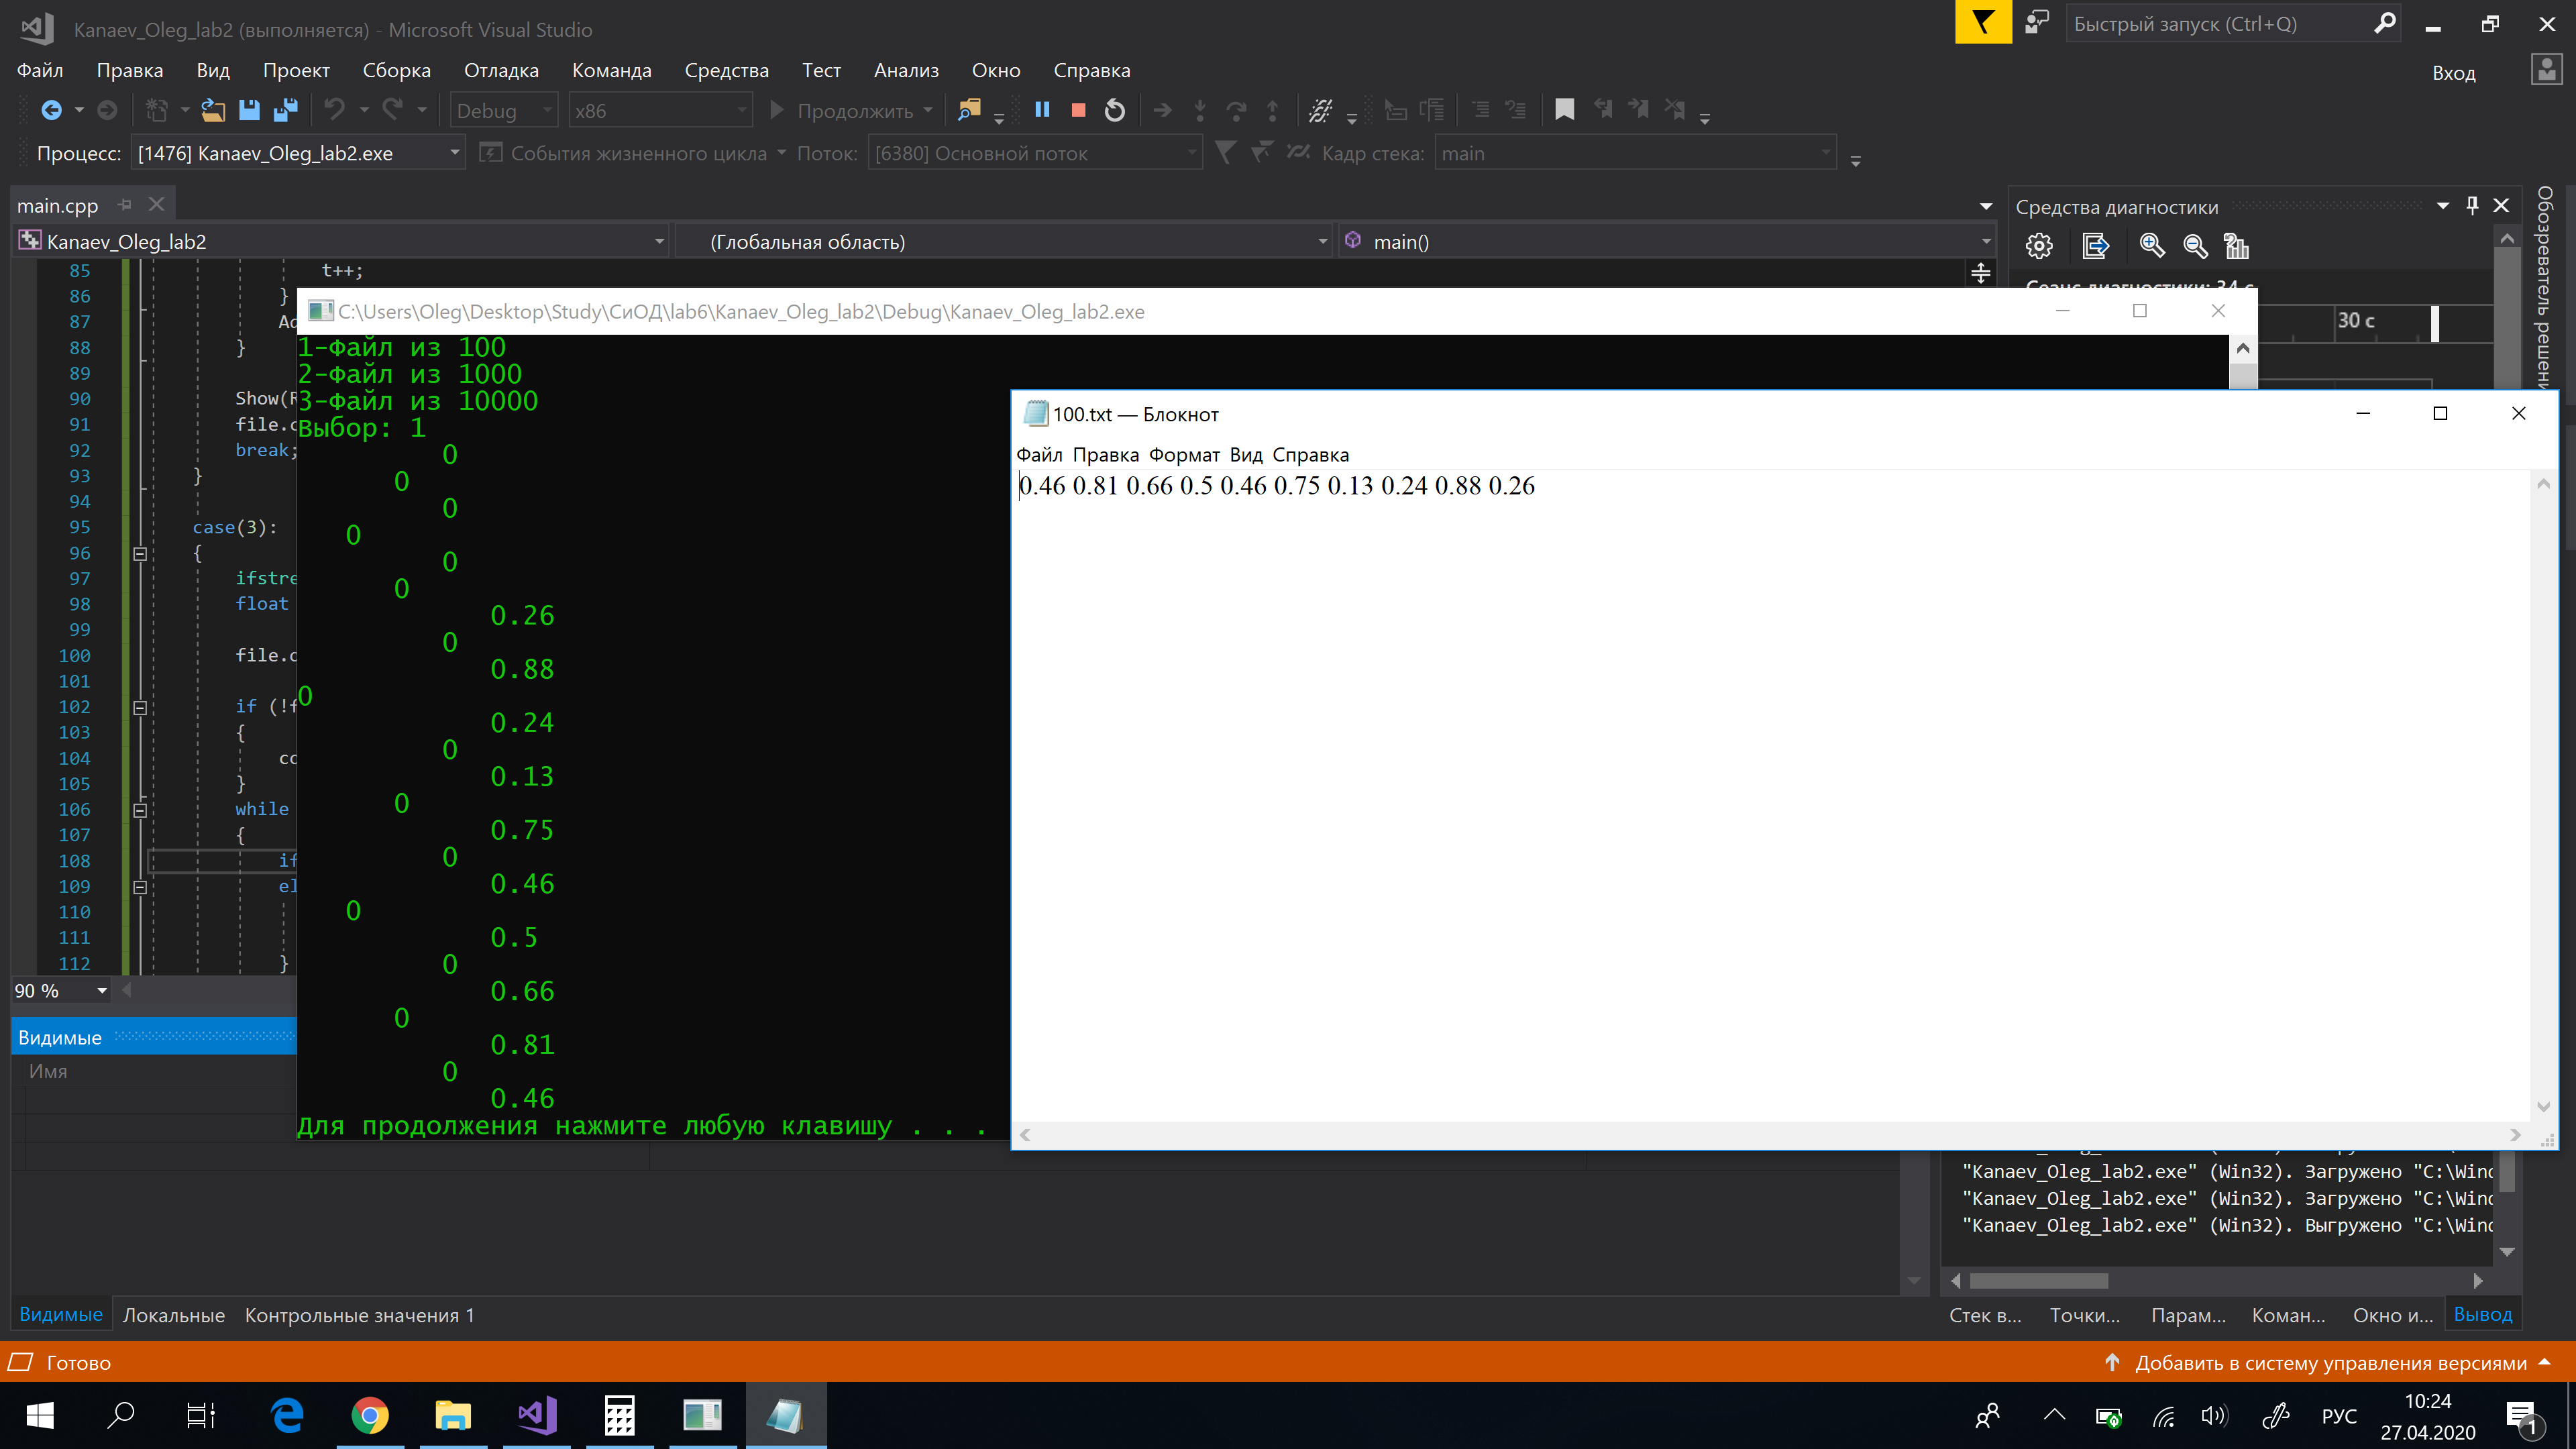 Kanaev_Oleg_lab2 (выполняется) - Microsoft Visual Studio
Быстрый запуск (Ctrl+Q)
Файл Правка Вид Проект Сборка Отладка Команда Средства Тест Анализ Окно Справка
Вход
Debug x86 Продолжить
Процесс: [1476] Kanaev_Oleg_lab2.exe События жизненного цикла Поток: [6380] Основной поток Кадр стека: main
main.cpp
Kanaev_Oleg_lab2 (Глобальная область) main()
Средства диагностики
Обозреватель
30 с
85 t++;
86 }
87
88 }
89
90 Show(
91 file.
92 break;
93 }
94
95 case(3):
96 {
97
98 float
99
100 file.
101
102 if (!
103 {
104
105 }
106 while
107 {
108 if
109
110
111
112 }
90 %
C:\Users\Oleg\Desktop\Study\СиОД\lab6\Kanaev_Oleg_lab2\Debug\Kanaev_Oleg_lab2.exe
1-Файл из 100
2-Файл из 1000
3-Файл из 10000
Выбор: 1
0
0
0
0
0
0
0.26
0
0.88
0
0.24
0
0.13
0
0.75
0
0.46
0
0.5
0
0.66
0
0.81
0
0.46
Для продолжения нажмите любую клавишу . . .
100.txt — Блокнот
Файл Правка Формат Вид Справка
0.46 0.81 0.66 0.5 0.46 0.75 0.13 0.24 0.88 0.26
Видимые
Имя
"Kanaev_Oleg_lab2.exe" (Win32). Загружено "C:\Wind
"Kanaev_Oleg_lab2.exe" (Win32). Загружено "C:\Wind
"Kanaev_Oleg_lab2.exe" (Win32). Выгружено "C:\Wind
Видимые Локальные Контрольные значения 1
Стек в... Точки... Парам... Коман... Окно и... Вывод
Готово
Добавить в систему управления версиями
РУС
10:24
27.04.2020
1